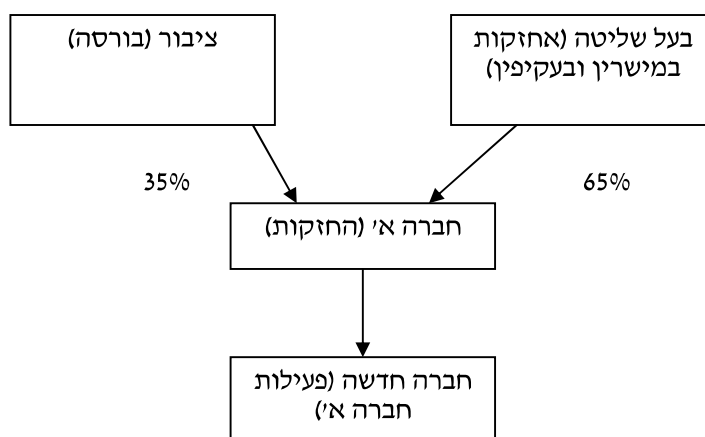 בעל שליטה (אחזקות
במישרין ובעקיפין)
ציבור (בורסה)
65%
35%
חברה א' (החזקות)
חברה חדשה (פעילות
חברה א')